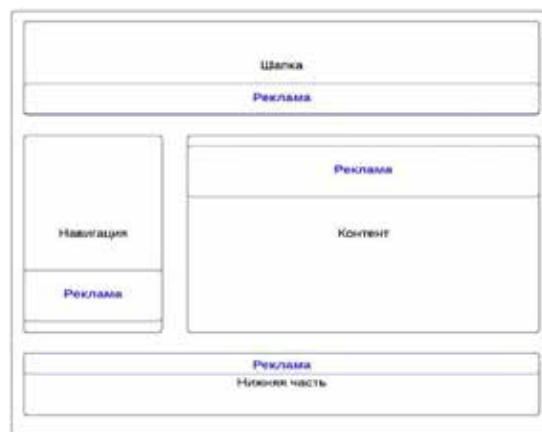 Шапка
Реклама
Навигация
Реклама
Реклама
Контент
Реклама
Нижняя часть